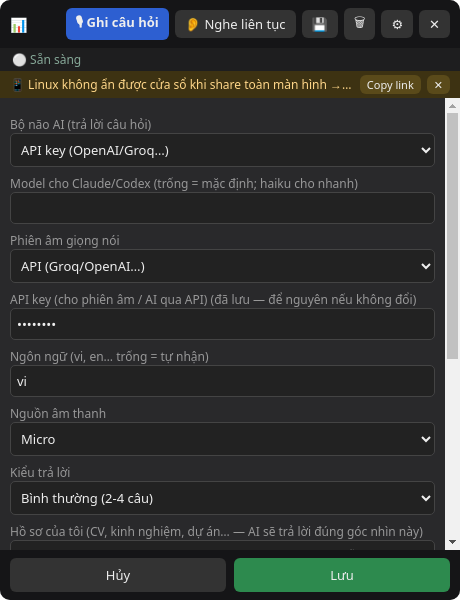 Ghi câu hỏi
Nghe liên tục
Sẵn sàng
Linux không ẩn được cửa sổ khi share toàn màn hình →...
Copy link
Bộ não AI (trả lời câu hỏi)
API key (OpenAI/Groq...)
Model cho Claude/Codex (trống = mặc định; haiku cho nhanh)
Phiên âm giọng nói
API (Groq/OpenAI...)
API key (cho phiên âm / AI qua API) (đã lưu — để nguyên nếu không đổi)
••••••••
Ngôn ngữ (vi, en... trống = tự nhận)
vi
Nguồn âm thanh
Micro
Kiểu trả lời
Bình thường (2-4 câu)
Hồ sơ của tôi (CV, kinh nghiệm, dự án... — AI sẽ trả lời đúng góc nhìn này)
Hủy
Lưu